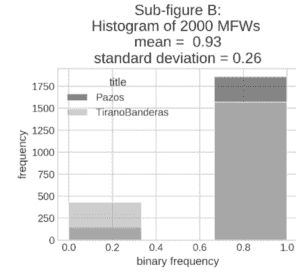 Sub-figure B:
Histogram of 2000 MFWs
mean =  0.93
standard deviation = 0.26
title
Pazos
TiranoBanderas
frequency
1750
1500
1250
1000
750
500
250
0
0.0 0.2 0.4 0.6 0.8 1.0
binary frequency